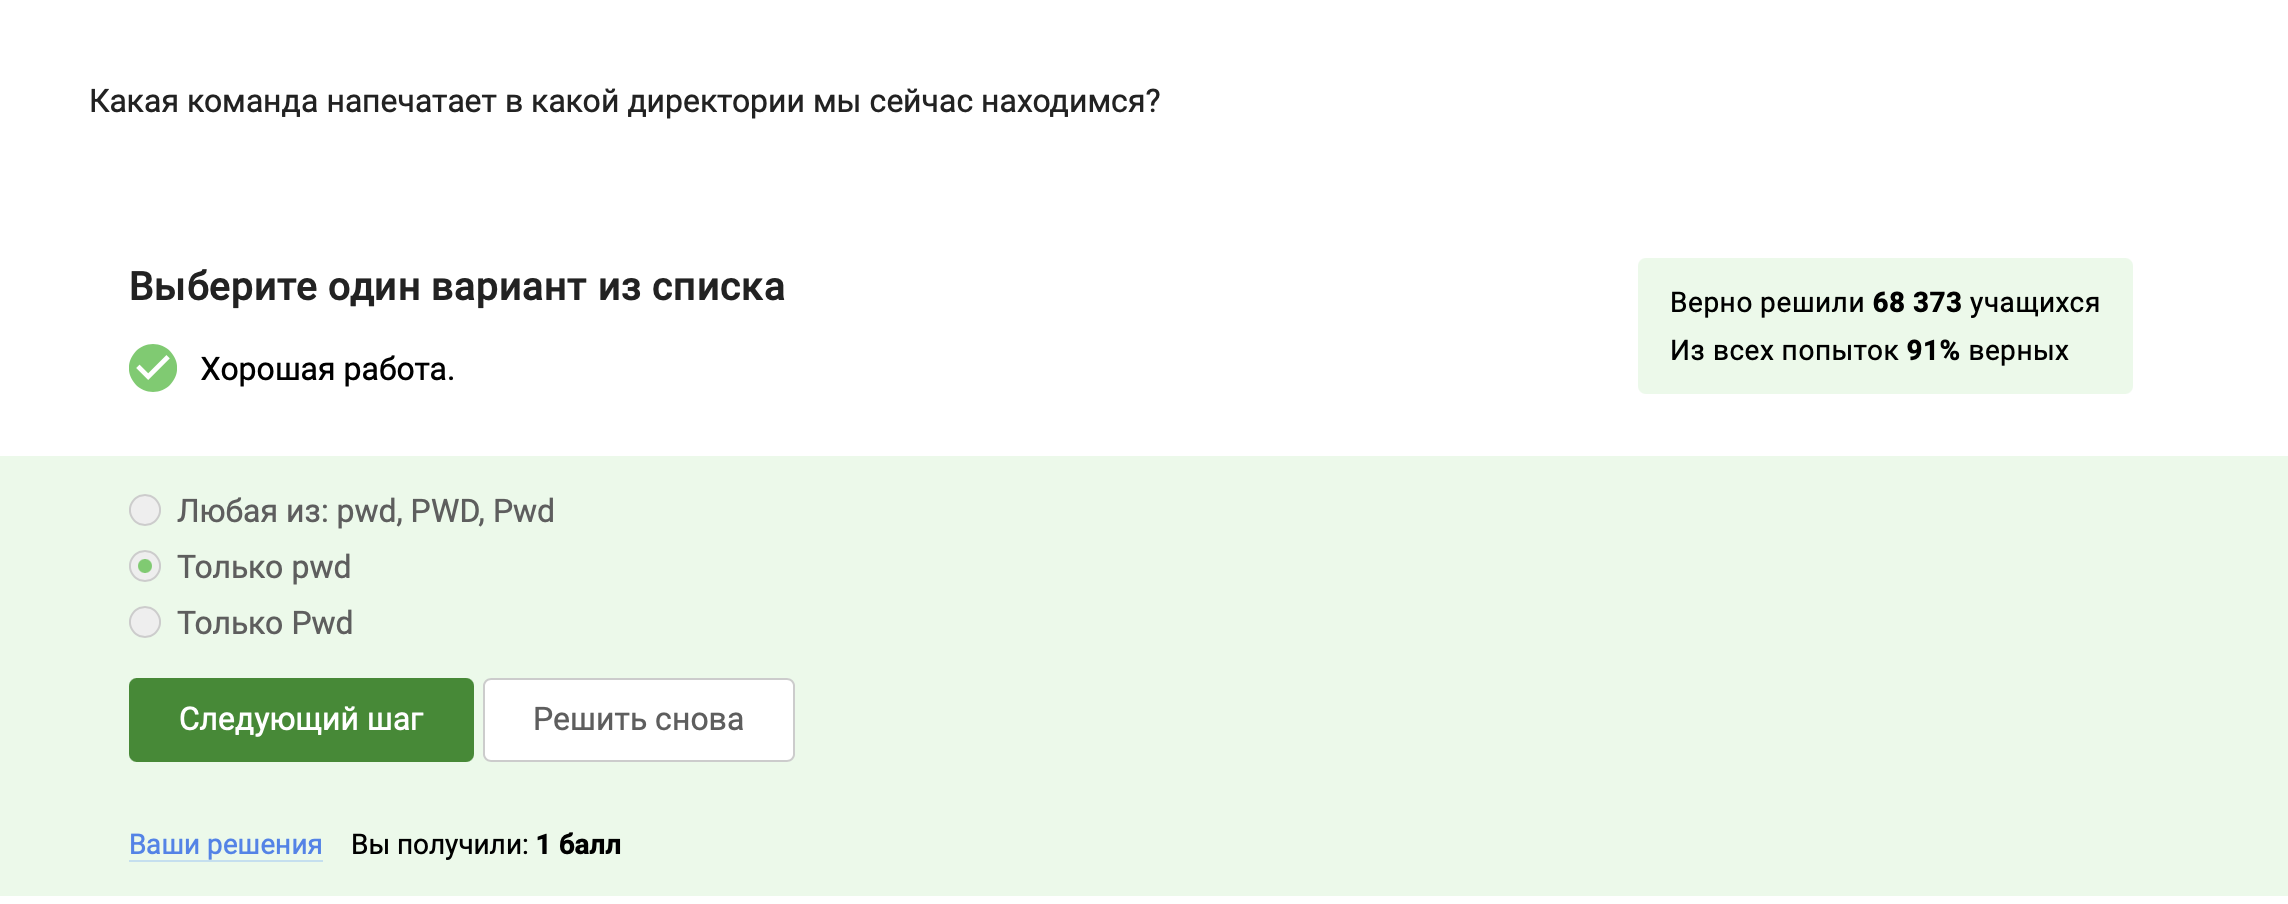 Какая команда напечатает в какой директории мы сейчас находимся?
Выберите один вариант из списка
Хорошая работа.
Верно решили 68 373 учащихся
Из всех попыток 91% верных
Любая из: pwd, PWD, Pwd
Только pwd
Только Pwd
Следующий шаг
Решить снова
Ваши решения Вы получили: 1 балл